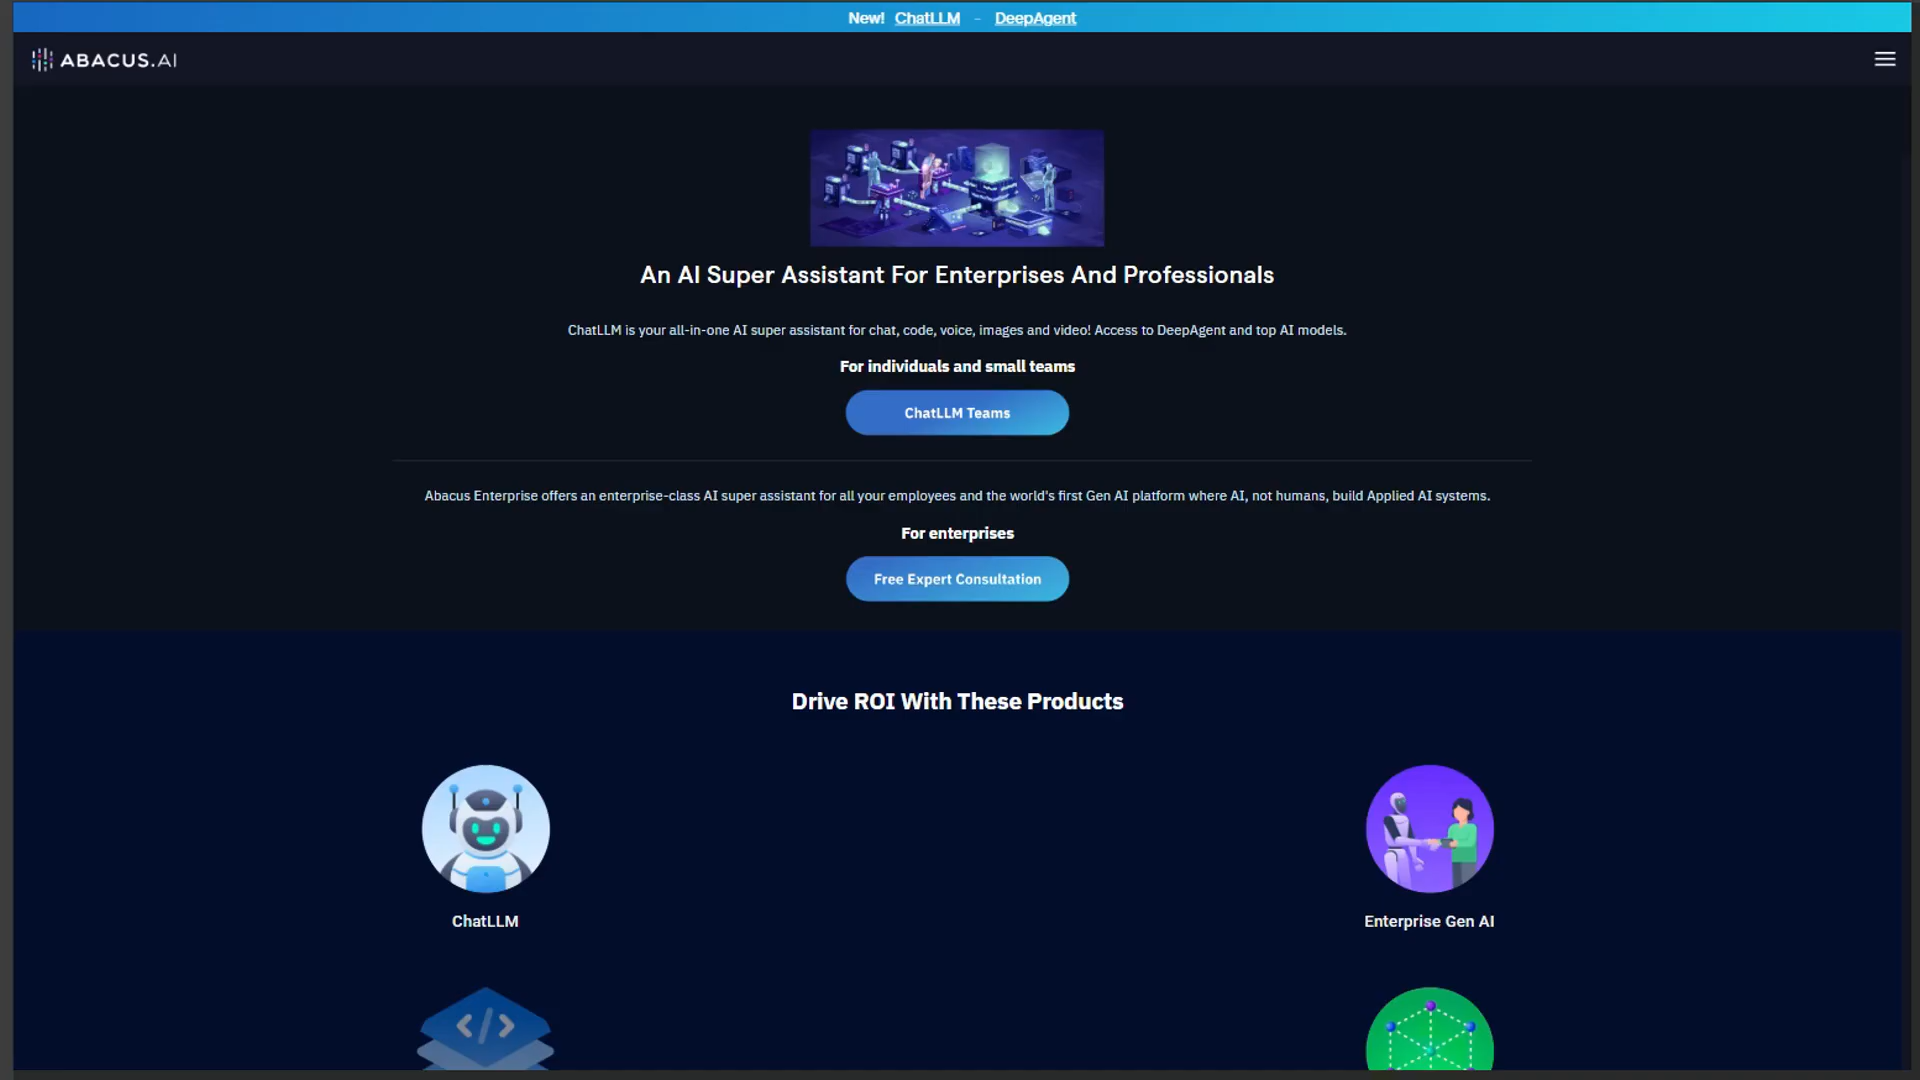 New! ChatLLM - DeepAgent
ABACUS.AI
An AI Super Assistant For Enterprises And Professionals
ChatLLM is your all-in-one AI super assistant for chat, code, voice, images and video! Access to DeepAgent and top AI models.
For individuals and small teams
ChatLLM Teams
Abacus Enterprise offers an enterprise-class AI super assistant for all your employees and the world's first Gen AI platform where AI, not humans, build Applied AI systems.
For enterprises
Free Expert Consultation
Drive ROI With These Products
ChatLLM
Enterprise Gen AI